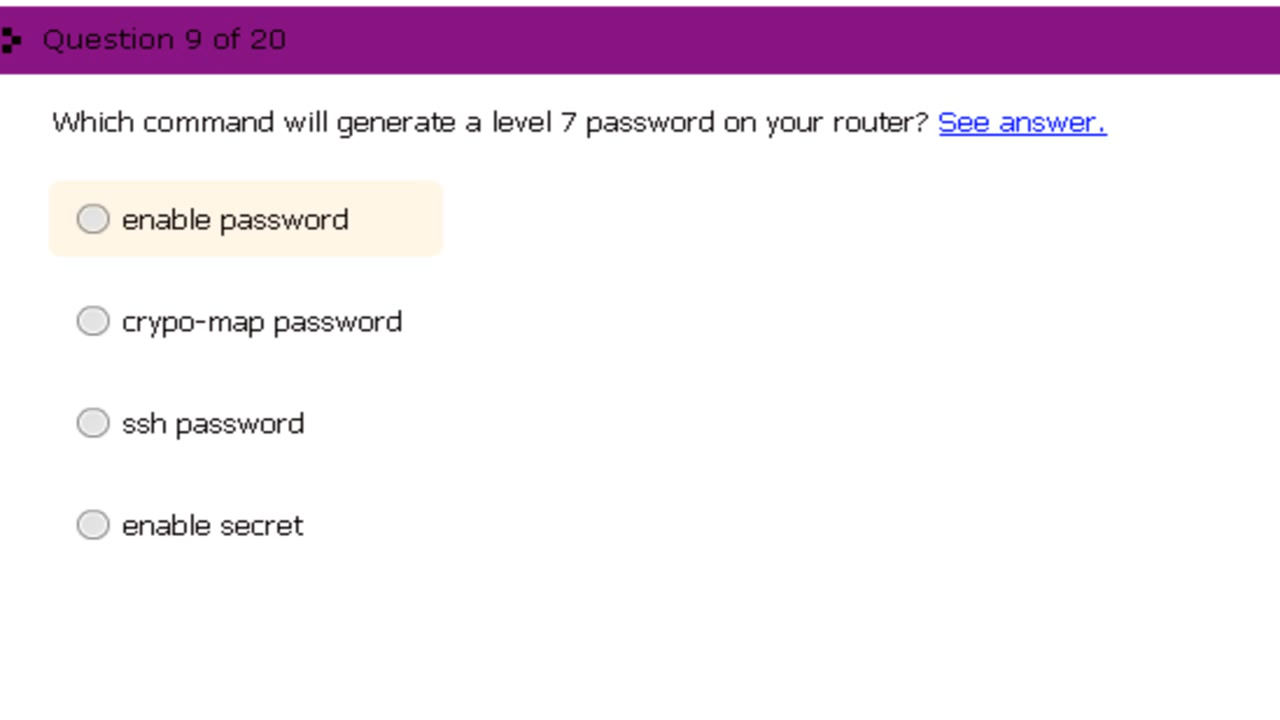 Question 9 of 20
Which command will generate a level 7 password on your router? See answer.
enable password
crypo-map password
ssh password
enable secret